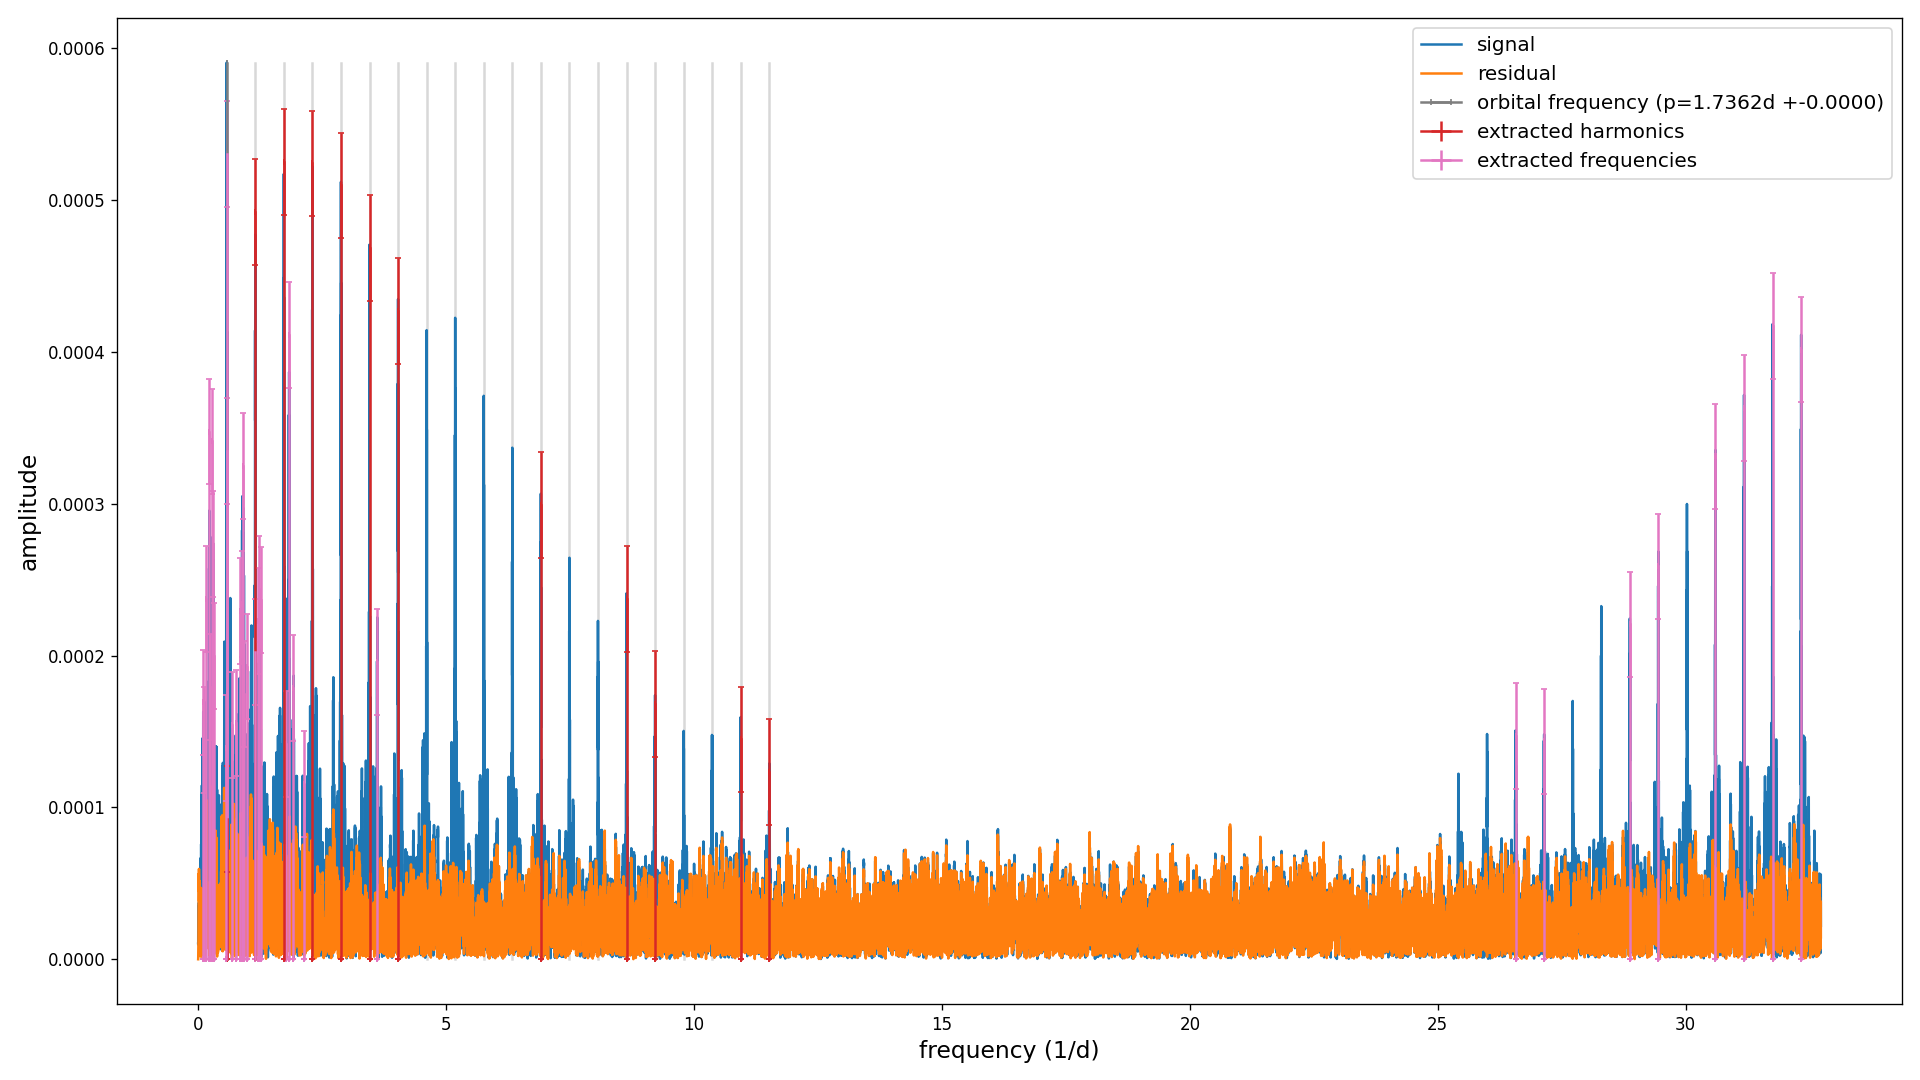 0.0006
0.0005
0.0004
0.0003
0.0002
0.0001
0.0000
amplitude
0 5 10 15 20 25 30
frequency (1/d)
signal
residual
orbital frequency (p=1.7362d +-0.0000)
extracted harmonics
extracted frequencies